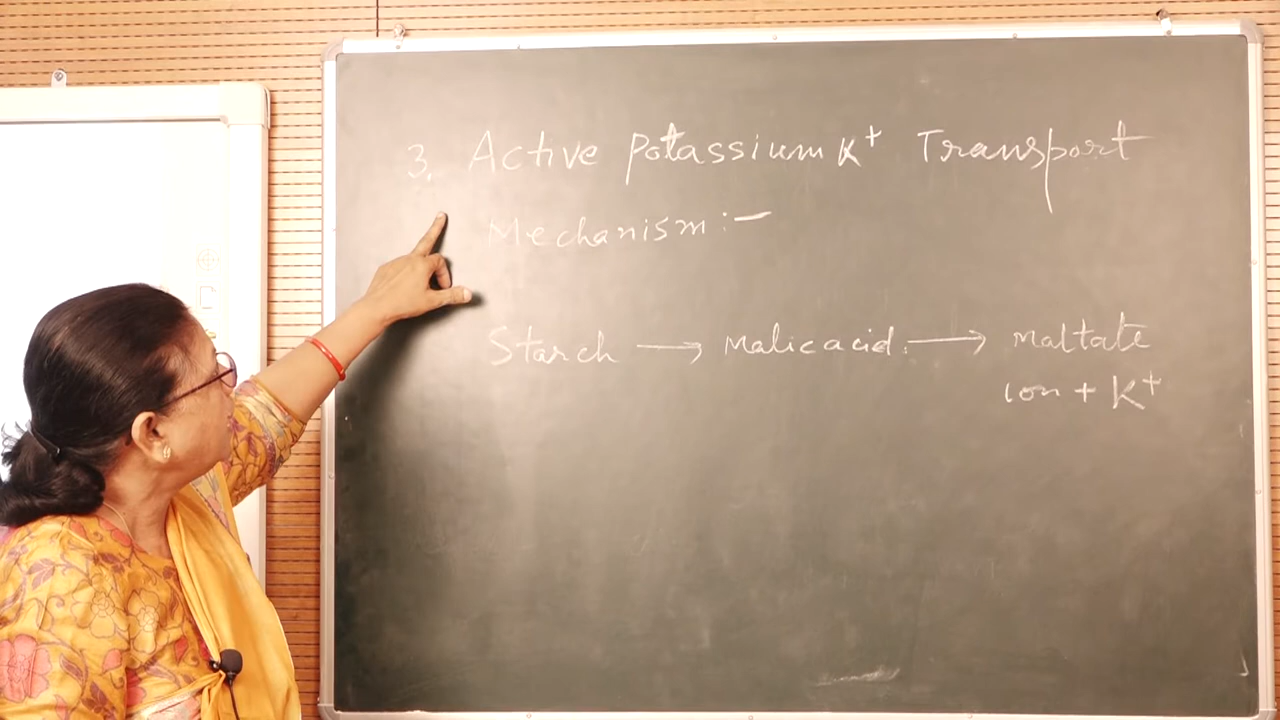 3. Active Potassium K⁺ Transport
Mechanism :-
Starch → Malic acid. → Maltate
ion + K⁺